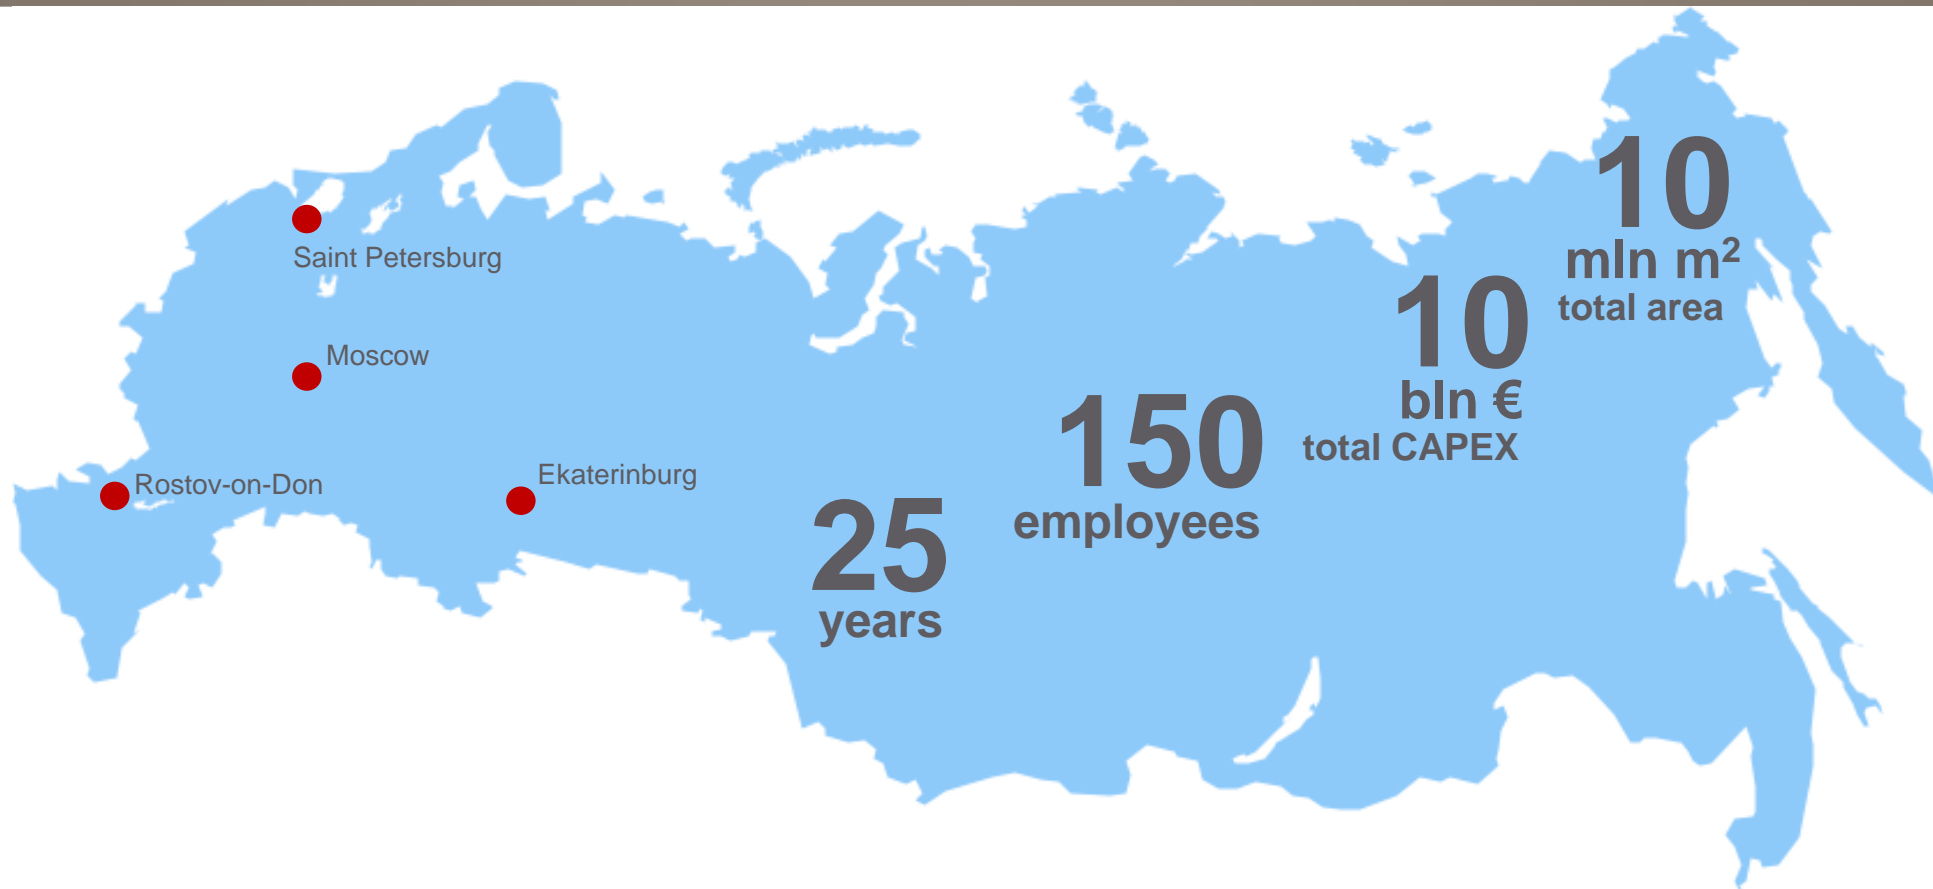 Saint Petersburg
Moscow
Rostov-on-Don
Ekaterinburg
25
years
150
employees
10
bln €
total CAPEX
10
mln m²
total area